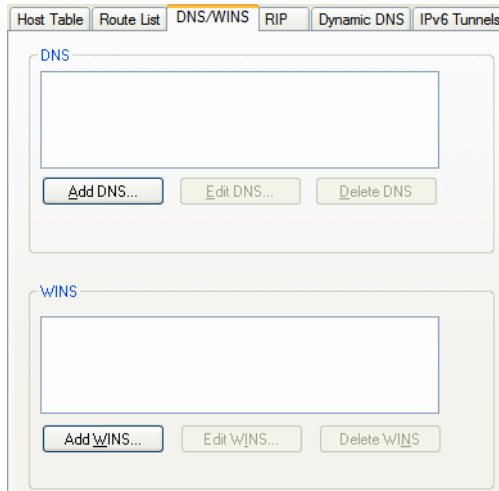 Host Table Route List DNS/WINS RIP Dynamic DNS IPv6 Tunnels
DNS
Add DNS... Edit DNS... Delete DNS
WINS
Add WINS... Edit WINS... Delete WINS